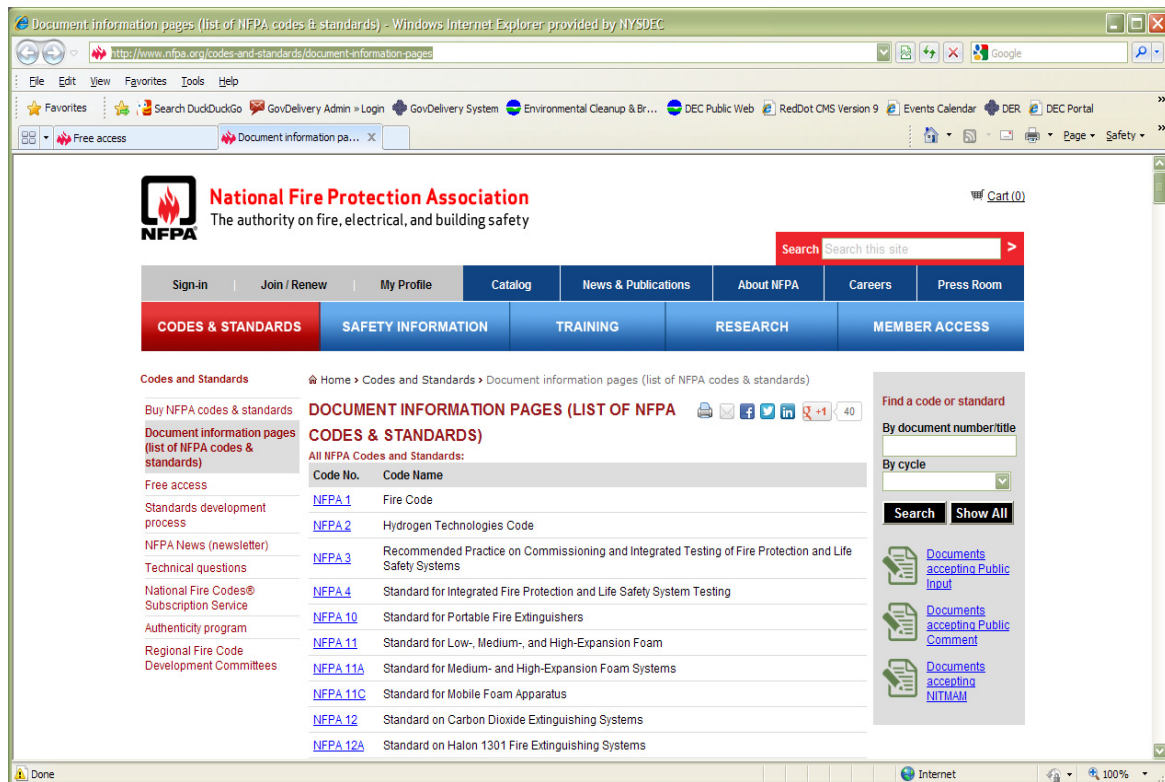 Document information pages (list of NFPA codes & standards) - Windows Internet Explorer provided by NYSDEC
http://www.nfpa.org/codes-and-standards/document-information-pages
Google
File Edit View Favorites Tools Help
Favorites Search DuckDuckGo GovDelivery Admin » Login GovDelivery System Environmental Cleanup & Br... DEC Public Web RedDot CMS Version 9 Events Calendar DER DEC Portal »
Free access Document information pa... X Page Safety »
National Fire Protection Association
The authority on fire, electrical, and building safety
NFPA
Cart (0)
Search Search this site >
Sign-in Join / Renew My Profile Catalog News & Publications About NFPA Careers Press Room
CODES & STANDARDS SAFETY INFORMATION TRAINING RESEARCH MEMBER ACCESS
Codes and Standards
Buy NFPA codes & standards
Document information pages
(list of NFPA codes &
standards)
Free access
Standards development
process
NFPA News (newsletter)
Technical questions
National Fire Codes®
Subscription Service
Authenticity program
Regional Fire Code
Development Committees
Home › Codes and Standards › Document information pages (list of NFPA codes & standards)
DOCUMENT INFORMATION PAGES (LIST OF NFPA
CODES & STANDARDS)
+1 40
All NFPA Codes and Standards:
Code No. Code Name
NFPA 1 Fire Code
NFPA 2 Hydrogen Technologies Code
NFPA 3 Recommended Practice on Commissioning and Integrated Testing of Fire Protection and Life
Safety Systems
NFPA 4 Standard for Integrated Fire Protection and Life Safety System Testing
NFPA 10 Standard for Portable Fire Extinguishers
NFPA 11 Standard for Low-, Medium-, and High-Expansion Foam
NFPA 11A Standard for Medium- and High-Expansion Foam Systems
NFPA 11C Standard for Mobile Foam Apparatus
NFPA 12 Standard on Carbon Dioxide Extinguishing Systems
NFPA 12A Standard on Halon 1301 Fire Extinguishing Systems
Find a code or standard
By document number/title
By cycle
Search Show All
Documents
accepting Public
Input
Documents
accepting Public
Comment
Documents
accepting
NITMAM
Done Internet 100%